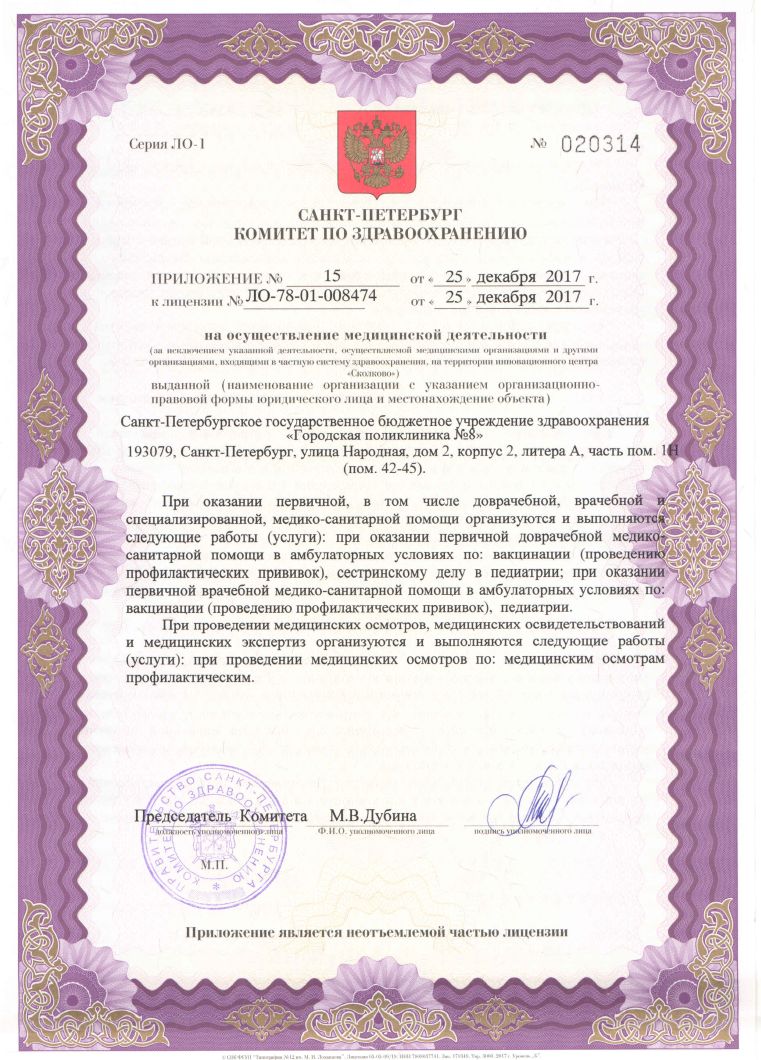 Серия ЛО-1
№ 020314
САНКТ-ПЕТЕРБУРГ
КОМИТЕТ ПО ЗДРАВООХРАНЕНИЮ
ПРИЛОЖЕНИЕ № 15 от « 25 » декабря 2017 г.
к лицензии № ЛО-78-01-008474 от « 25 » декабря 2017 г.
на осуществление медицинской деятельности
(за исключением указанной деятельности, осуществляемой медицинскими организациями и другими
организациями, входящими в частную систему здравоохранения, на территории инновационного центра
«Сколково»)
выданной (наименование организации с указанием организационно-
правовой формы юридического лица и местонахождение объекта)
Санкт-Петербургское государственное бюджетное учреждение здравоохранения
«Городская поликлиника №8»
193079, Санкт-Петербург, улица Народная, дом 2, корпус 2, литера А, часть пом. 1Н
(пом. 42-45).
При оказании первичной, в том числе доврачебной, врачебной и
специализированной, медико-санитарной помощи организуются и выполняются
следующие работы (услуги): при оказании первичной доврачебной медико-
санитарной помощи в амбулаторных условиях по: вакцинации (проведению
профилактических прививок), сестринскому делу в педиатрии; при оказании
первичной врачебной медико-санитарной помощи в амбулаторных условиях по:
вакцинации (проведению профилактических прививок), педиатрии.
При проведении медицинских осмотров, медицинских освидетельствований
и медицинских экспертиз организуются и выполняются следующие работы
(услуги): при проведении медицинских осмотров по: медицинским осмотрам
профилактическим.
ПРАВИТЕЛЬСТВО САНКТ-ПЕТЕРБУРГА
КОМИТЕТ ПО ЗДРАВООХРАНЕНИЮ
Председатель Комитета М.В.Дубина
должность уполномоченного лица Ф.И.О. уполномоченного лица подпись уполномоченного лица
М.П.
Приложение является неотъемлемой частью лицензии